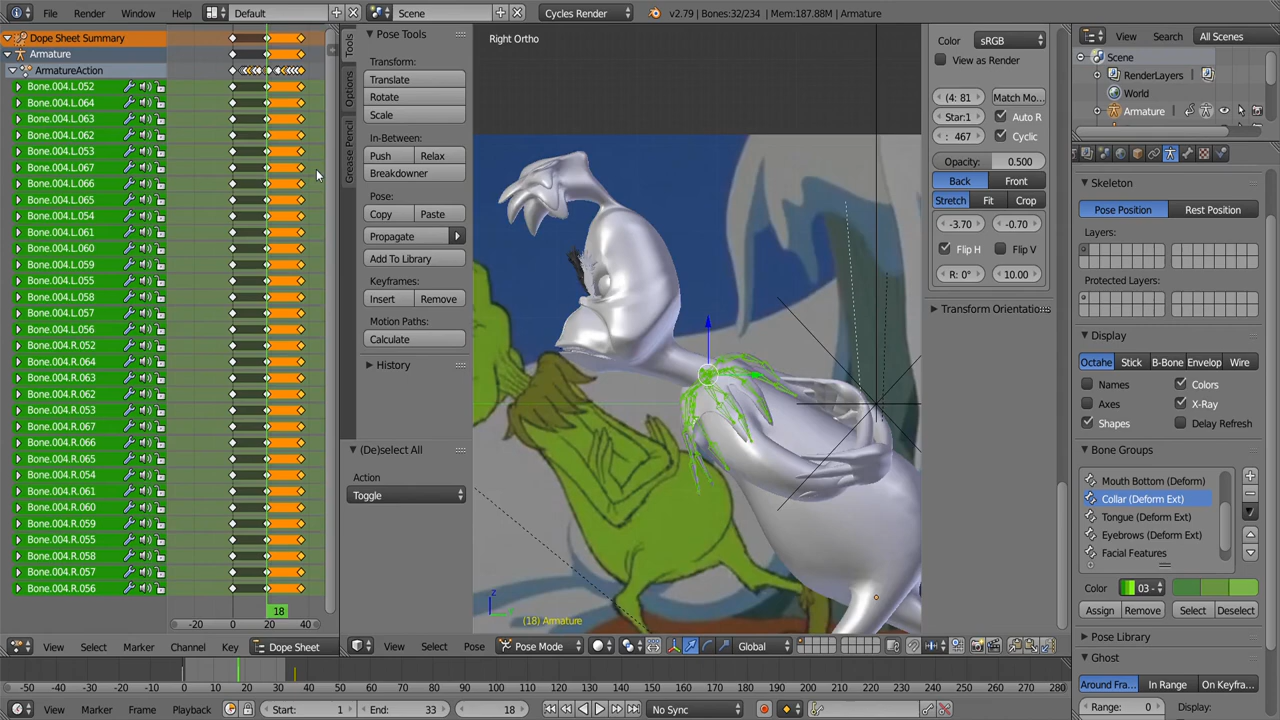 File Render Window Help Default Scene Cycles Render v2.79 | Bones:32/234 | Mem:187.88M | Armature
Dope Sheet Summary
Armature
ArmatureAction
Bone.004.L.052
Bone.004.L.064
Bone.004.L.063
Bone.004.L.062
Bone.004.L.053
Bone.004.L.067
Bone.004.L.066
Bone.004.L.065
Bone.004.L.054
Bone.004.L.061
Bone.004.L.060
Bone.004.L.059
Bone.004.L.055
Bone.004.L.058
Bone.004.L.057
Bone.004.L.056
Bone.004.R.052
Bone.004.R.064
Bone.004.R.063
Bone.004.R.062
Bone.004.R.053
Bone.004.R.067
Bone.004.R.066
Bone.004.R.065
Bone.004.R.054
Bone.004.R.061
Bone.004.R.060
Bone.004.R.059
Bone.004.R.055
Bone.004.R.058
Bone.004.R.057
Bone.004.R.056
18
-20 0 20 40
View Select Marker Channel Key Dope Sheet
Tools
Options
Grease Pencil
Pose Tools
Transform:
Translate
Rotate
Scale
In-Between:
Push Relax
Breakdowner
Pose:
Copy Paste
Propagate
Add To Library
Keyframes:
Insert Remove
Motion Paths:
Calculate
History
(De)select All
Action
Toggle
Right Ortho
z
(18) Armature
View Select Pose Pose Mode Global
Color sRGB
View as Render
(4: 81 Match Mo...
Star:1 Auto R
: 467 Cyclic
Opacity: 0.500
Back Front
Stretch Fit Crop
-3.70 -0.70
Flip H Flip V
R: 0° 10.00
Transform Orientatio
View Search All Scenes
Scene
RenderLayers
World
Armature
Skeleton
Pose Position Rest Position
Layers:
Protected Layers:
Display
Octahe Stick B-Bone Envelop Wire
Names Colors
Axes X-Ray
Shapes Delay Refresh
Bone Groups
Mouth Bottom (Deform)
Collar (Deform Ext)
Tongue (Deform Ext)
Eyebrows (Deform Ext)
Facial Features
Color 03 -
Assign Remove Select Deselect
Pose Library
Ghost
Around Fra... In Range On Keyfra...
Range: 0 Display:
-50 -40 -30 -20 -10 0 10 20 30 40 50 60 70 80 90 100 110 120 130 140 150 160 170 180 190 200 210 220 230 240 250 260 270 280
View Marker Frame Playback Start: 1 End: 33 18 No Sync